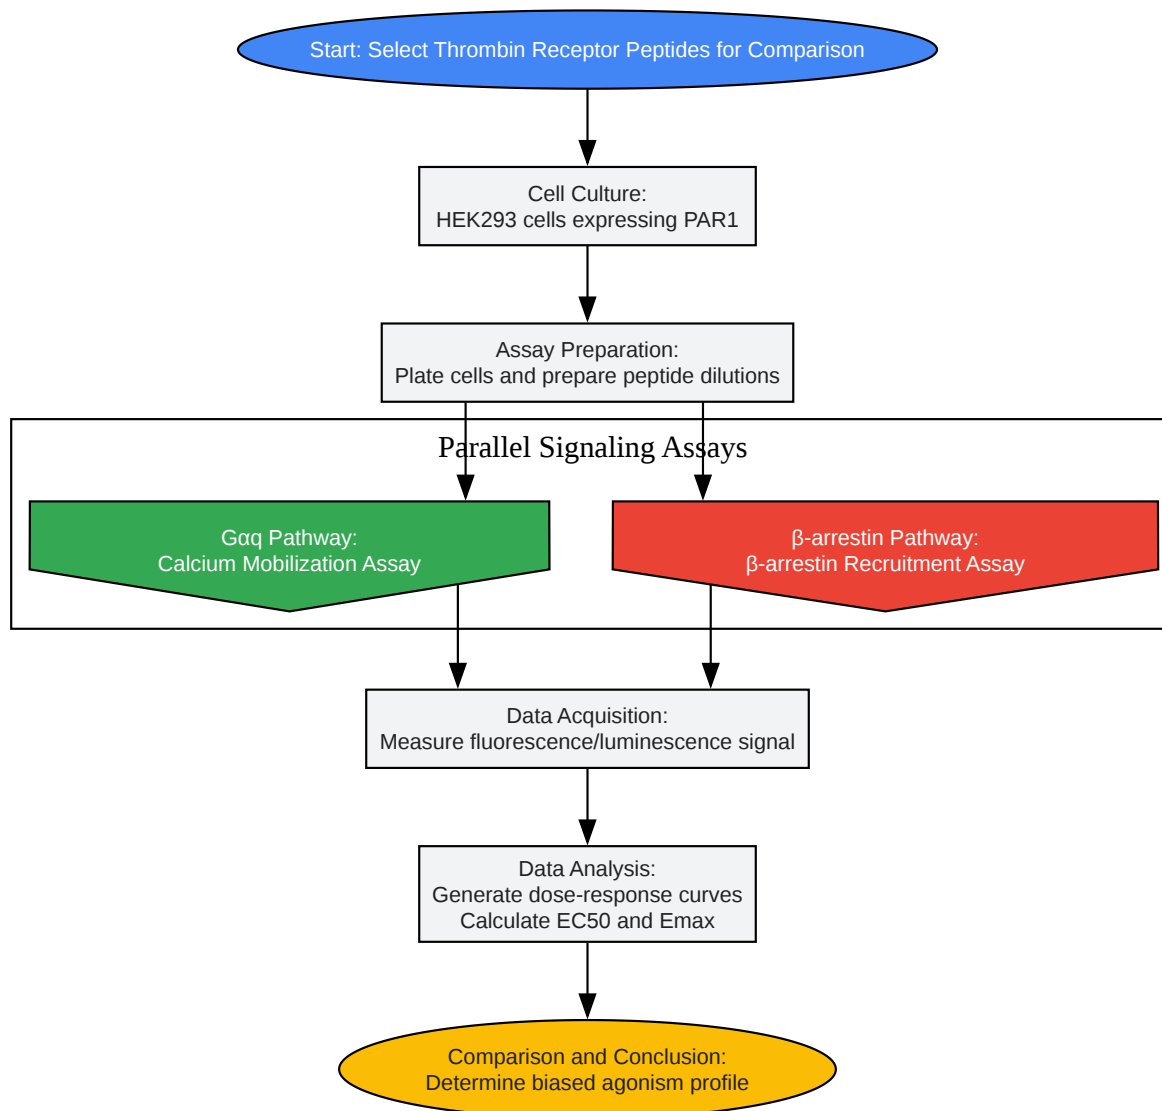 Start: Select Thrombin Receptor Peptides for Comparison
Cell Culture:
HEK293 cells expressing PAR1
Assay Preparation:
Plate cells and prepare peptide dilutions
Parallel Signaling Assays
Gαq Pathway:
Calcium Mobilization Assay
β-arrestin Pathway:
β-arrestin Recruitment Assay
Data Acquisition:
Measure fluorescence/luminescence signal
Data Analysis:
Generate dose-response curves
Calculate EC50 and Emax
Comparison and Conclusion:
Determine biased agonism profile